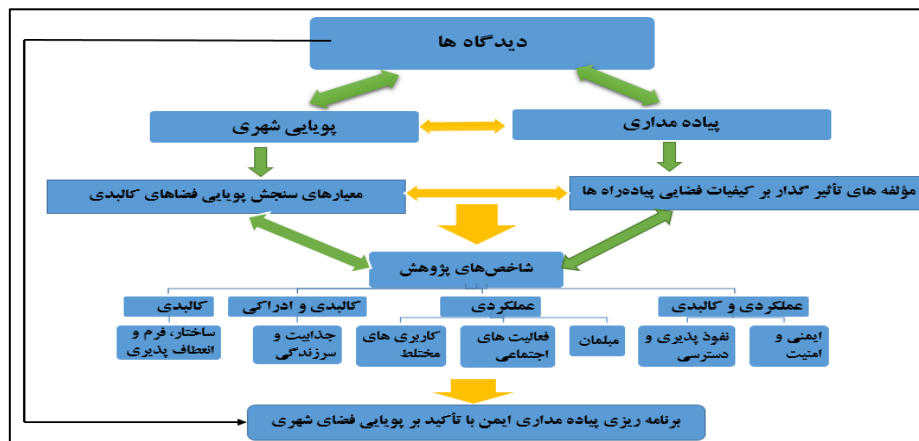 دیدگاه ها
پیاده مداری
پویایی شهری
مؤلفه های تأثیر گذار بر کیفیات فضایی پیاده‌راه ها
معیارهای سنجش پویایی فضاهای کالبدی
شاخص‌های پژوهش
عملکردی و کالبدی
عملکردی
کالبدی و ادراکی
کالبدی
ایمنی و
امنیت
نفوذ پذیری و
دسترسی
مبلمان
فعالیت های
اجتماعی
کاربری های
مختلط
جذابیت و
سرزندگی
ساختار، فرم و
انعطاف پذیری
برنامه ریزی پیاده مداری ایمن با تأکید بر پویایی فضای شهری